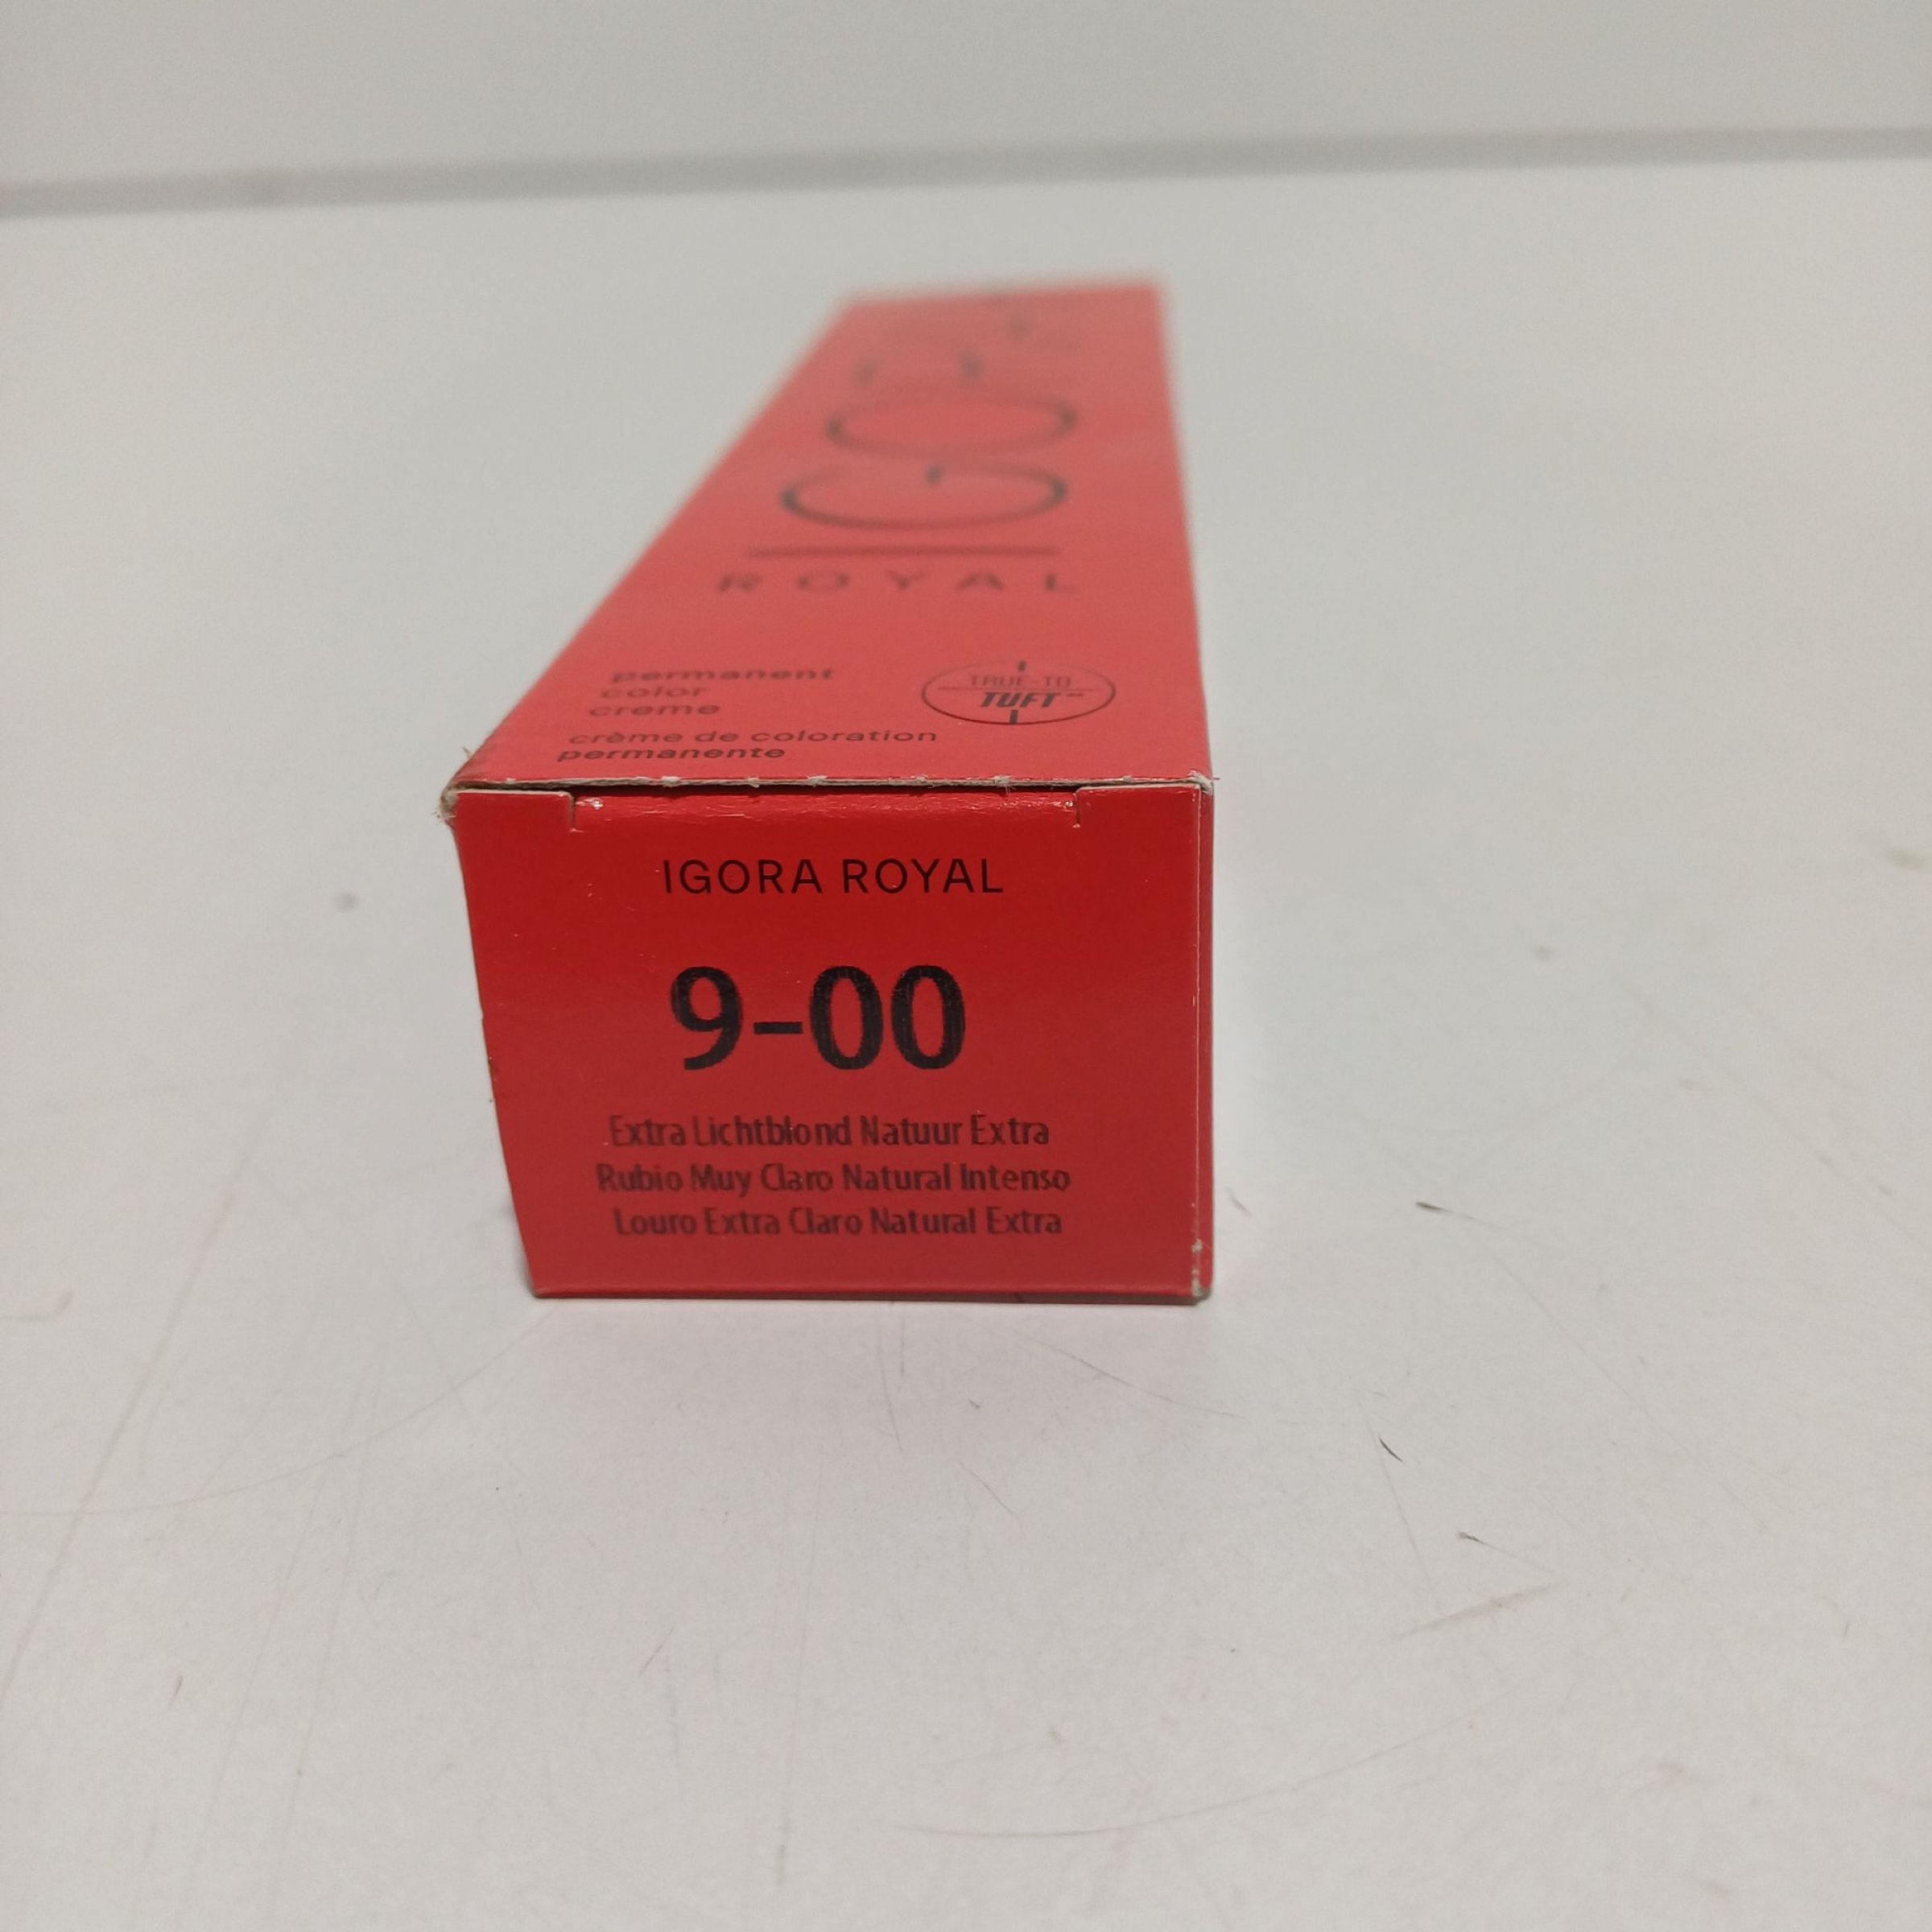 IGO
ROYAL
permanent
color
creme
crème de coloration
permanente
TRUE-TO
TUFT
IGORA ROYAL
9-00
Extra Lichtblond Natuur Extra
Rubio Muy Claro Natural Intenso
Louro Extra Claro Natural Extra